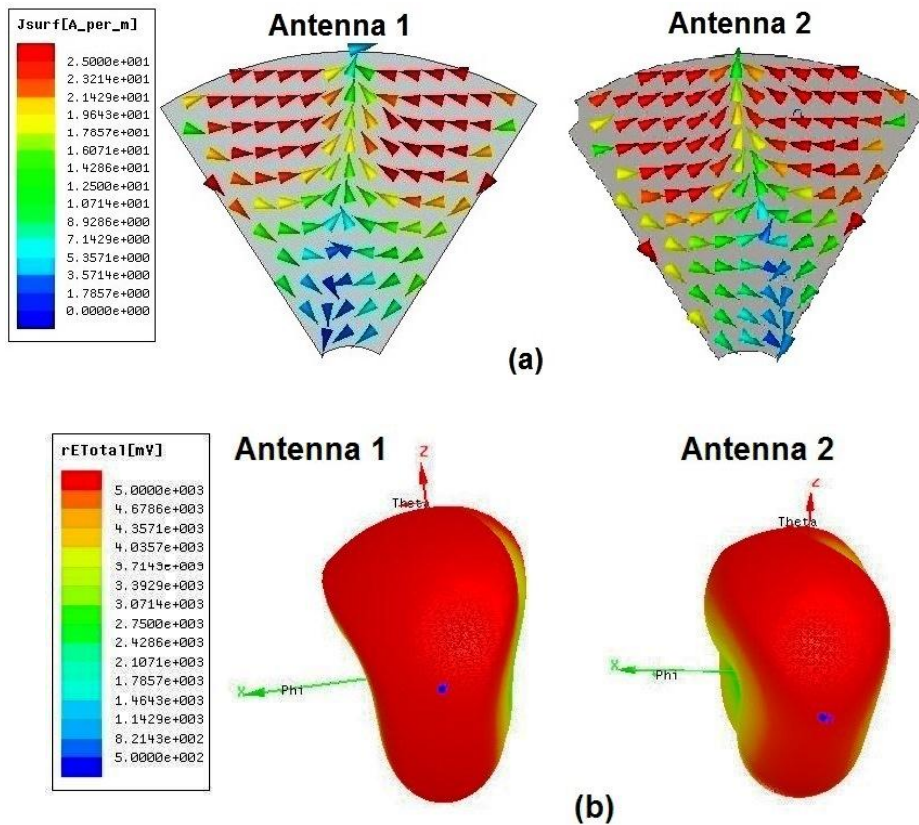 Antenna 1
Antenna 2
Jsurf[A_per_m]
2.5000e+001
2.3214e+001
2.1429e+001
1.9643e+001
1.7857e+001
1.6071e+001
1.4286e+001
1.2500e+001
1.0714e+001
8.9286e+000
7.1429e+000
5.3571e+000
3.5714e+000
1.7857e+000
0.0000e+000
(a)
Antenna 1
Antenna 2
rETotal[mV]
5.0000e+003
4.6786e+003
4.3571e+003
4.0357e+003
3.7143e+003
3.3929e+003
3.0714e+003
2.7500e+003
2.4286e+003
2.1071e+003
1.7857e+003
1.4643e+003
1.1429e+003
8.2143e+002
5.0000e+002
Z
Theta
X
Phi
Z
Theta
X
Phi
(b)